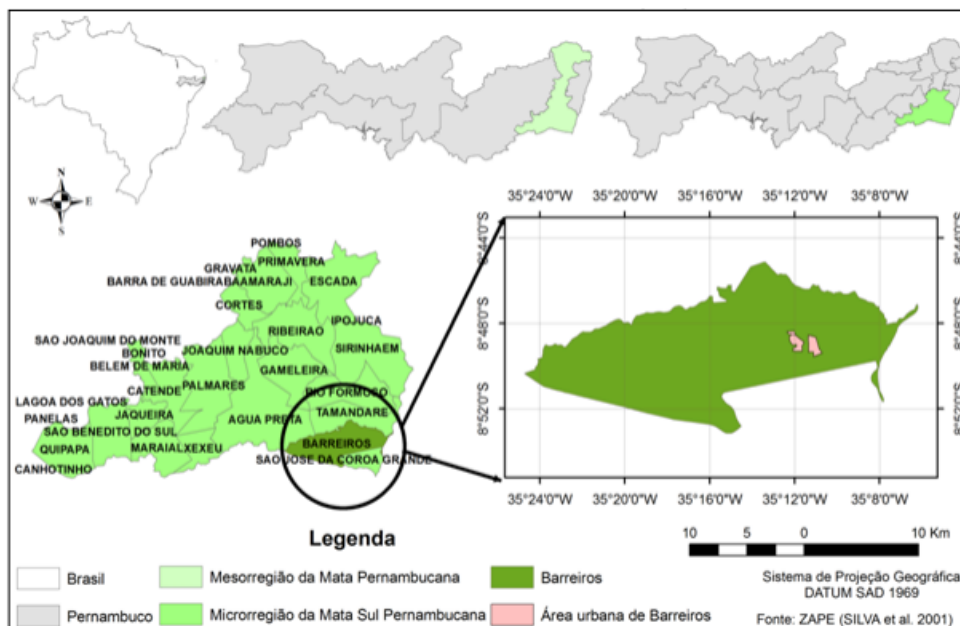 N
W E
S
35°24'0"W 35°20'0"W 35°16'0"W 35°12'0"W 35°8'0"W
8°44'0"S
8°44'0"S
8°48'0"S
8°48'0"S
8°52'0"S
8°52'0"S
35°24'0"W 35°20'0"W 35°16'0"W 35°12'0"W 35°8'0"W
POMBOS
PRIMAVERA
GRAVATA
BARRA DE GUABIRABA
AMARAJI
ESCADA
CORTES
IPOJUCA
RIBEIRAO
SAO JOAQUIM DO MONTE
BONITO
JOAQUIM NABUCO
SIRINHAEM
BELEM DE MARIA
GAMELEIRA
PALMARES
CATENDE
RIO FORMOSO
LAGOA DOS GATOS
JAQUEIRA
TAMANDARE
PANELAS
AGUA PRETA
SAO BENEDITO DO SUL
BARREIROS
QUIPAPA
MARAIAL
XEXEU
SAO JOSE DA COROA GRANDE
CANHOTINHO
Legenda
10 5 0 10 Km
Brasil
Mesorregião da Mata Pernambucana
Barreiros
Pernambuco
Microrregião da Mata Sul Pernambucana
Área urbana de Barreiros
Sistema de Projeção Geográfica
DATUM SAD 1969
Fonte: ZAPE (SILVA et al. 2001)